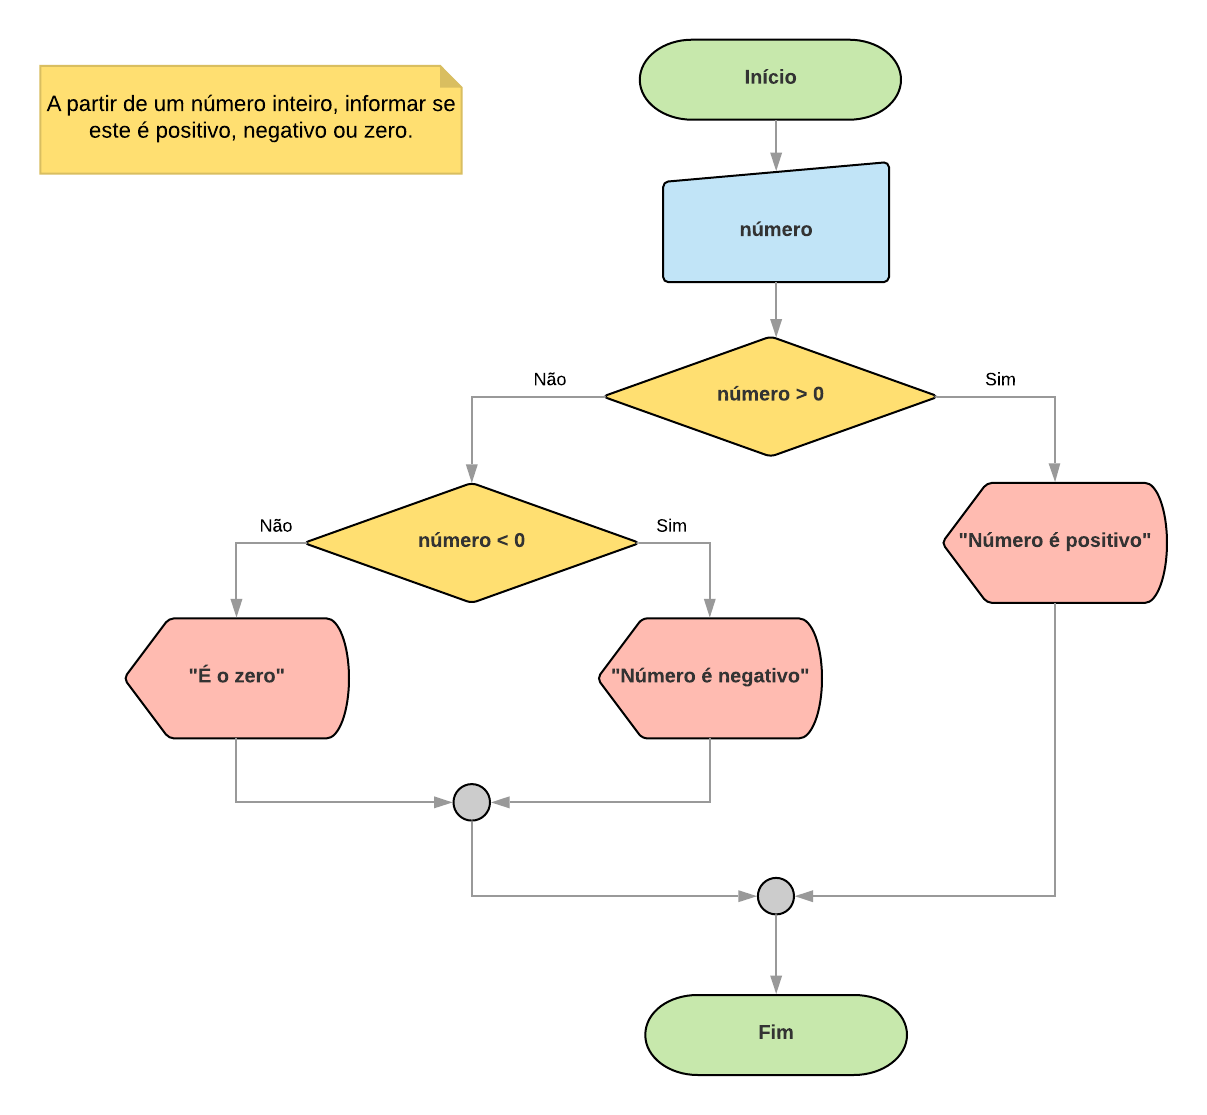 A partir de um número inteiro, informar se
este é positivo, negativo ou zero.
Início
número
número > 0
Não
Sim
número < 0
Não
Sim
"Número é positivo"
"É o zero"
"Número é negativo"
Fim